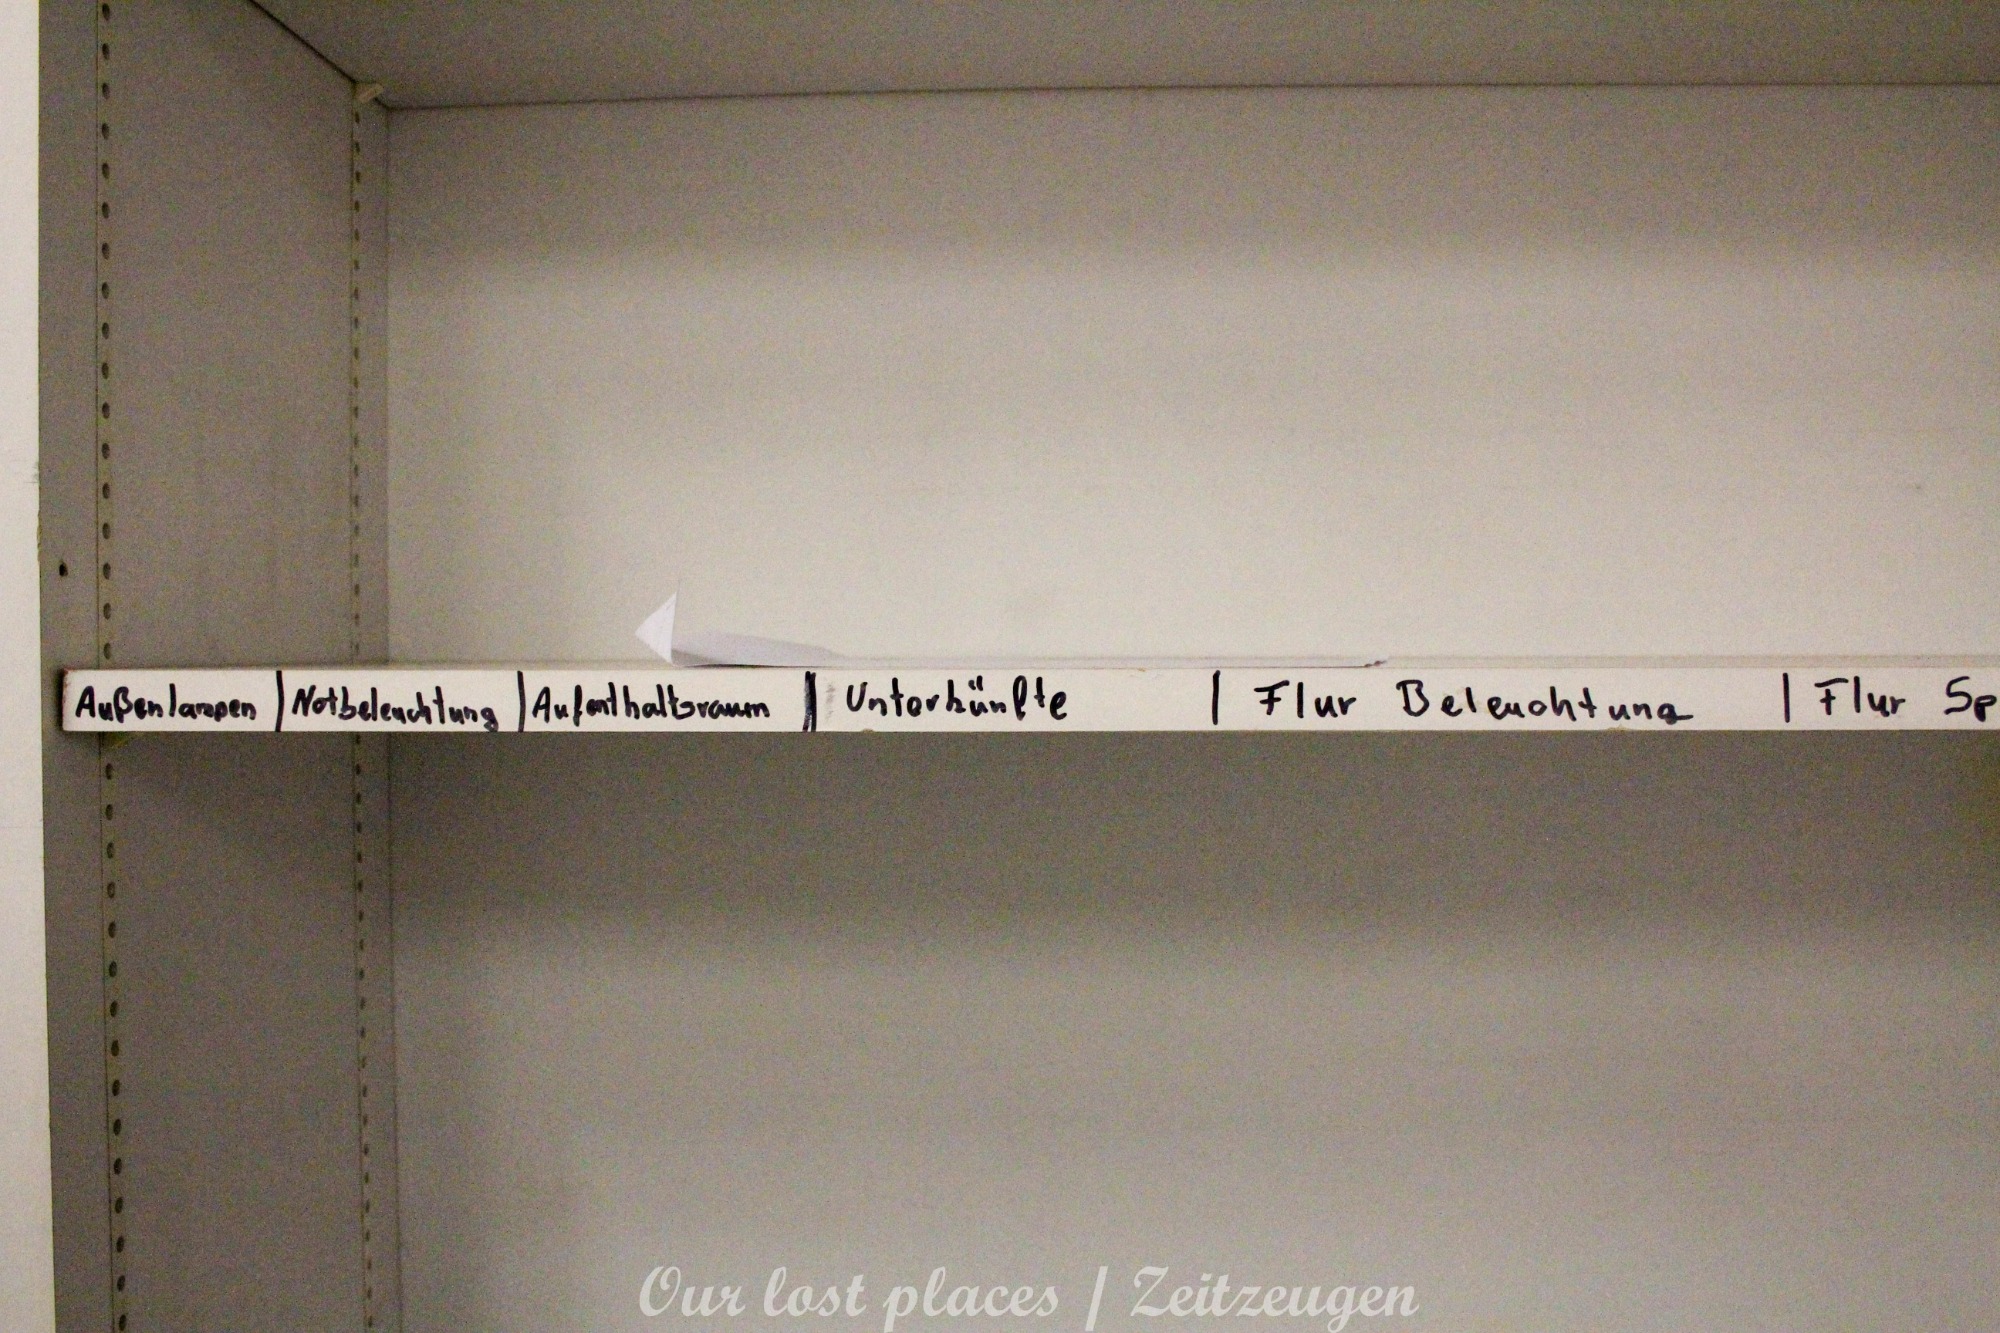 Außenlampen | Notbeleuchtung | Aufenthaltsraum | Unterkünfte | Flur Beleuchtung | Flur Sp
Our lost places | Zeitzeugen